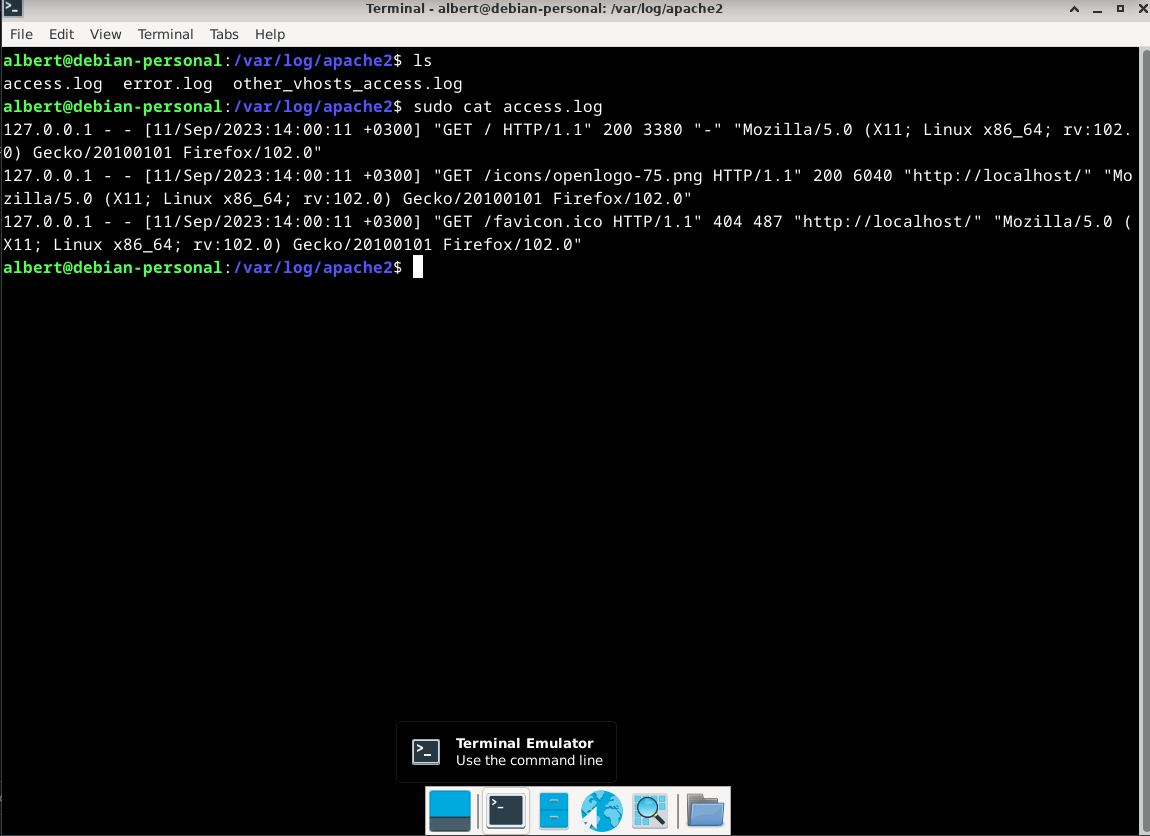 Terminal - albert@debian-personal: /var/log/apache2
File Edit View Terminal Tabs Help
albert@debian-personal:/var/log/apache2$ ls
access.log  error.log  other_vhosts_access.log
albert@debian-personal:/var/log/apache2$ sudo cat access.log
127.0.0.1 - - [11/Sep/2023:14:00:11 +0300] "GET / HTTP/1.1" 200 3380 "-" "Mozilla/5.0 (X11; Linux x86_64; rv:102.
0) Gecko/20100101 Firefox/102.0"
127.0.0.1 - - [11/Sep/2023:14:00:11 +0300] "GET /icons/openlogo-75.png HTTP/1.1" 200 6040 "http://localhost/" "Mo
zilla/5.0 (X11; Linux x86_64; rv:102.0) Gecko/20100101 Firefox/102.0"
127.0.0.1 - - [11/Sep/2023:14:00:11 +0300] "GET /favicon.ico HTTP/1.1" 404 487 "http://localhost/" "Mozilla/5.0 (
X11; Linux x86_64; rv:102.0) Gecko/20100101 Firefox/102.0"
albert@debian-personal:/var/log/apache2$
Terminal Emulator
Use the command line